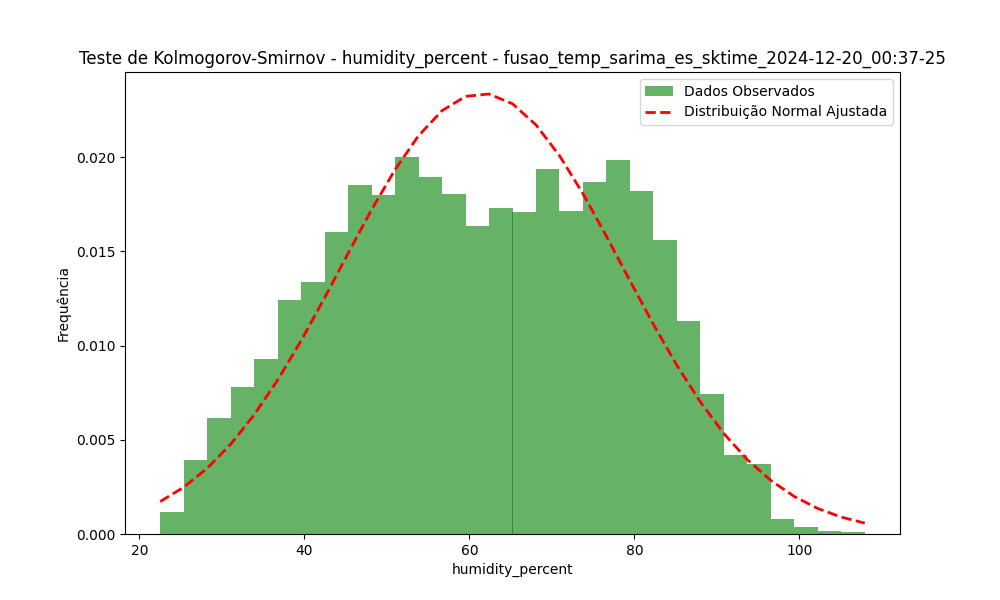 Teste de Kolmogorov-Smirnov - humidity_percent - fusao_temp_sarima_es_sktime_2024-12-20_00:37-25
Dados Observados
Distribuição Normal Ajustada
Frequência
0.020
0.015
0.010
0.005
0.000
20 40 60 80 100
humidity_percent